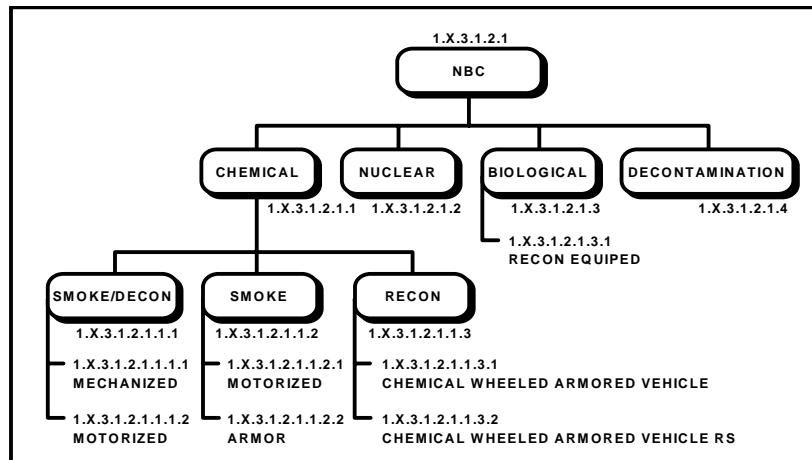 1.X.3.1.2.1
NBC
CHEMICAL
NUCLEAR
BIOLOGICAL
DECONTAMINATION
1.X.3.1.2.1.1
1.X.3.1.2.1.2
1.X.3.1.2.1.3
1.X.3.1.2.1.4
1.X.3.1.2.1.3.1
RECON EQUIPED
SMOKE/DECON
SMOKE
RECON
1.X.3.1.2.1.1.1
1.X.3.1.2.1.1.2
1.X.3.1.2.1.1.3
1.X.3.1.2.1.1.1.1
MECHANIZED
1.X.3.1.2.1.1.2.1
MOTORIZED
1.X.3.1.2.1.1.3.1
CHEMICAL WHEELED ARMORED VEHICLE
1.X.3.1.2.1.1.1.2
MOTORIZED
1.X.3.1.2.1.1.2.2
ARMOR
1.X.3.1.2.1.1.3.2
CHEMICAL WHEELED ARMORED VEHICLE RS